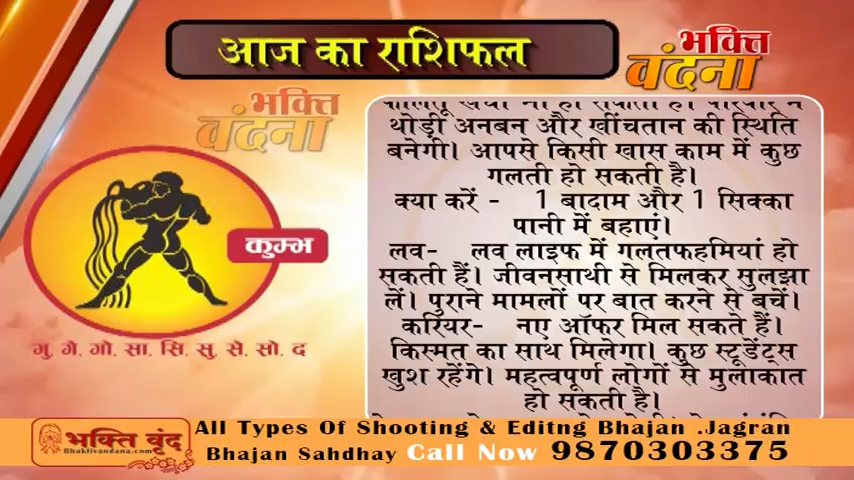 आज का राशिफल
भक्ति
वंदना
भक्ति
वंदना
थोड़ी अनबन और खींचतान की स्थिति
बनेगी। आपसे किसी खास काम में कुछ
गलती हो सकती है।
क्या करें - 1 बादाम और 1 सिक्का
पानी में बहाएं।
लव- लव लाइफ में गलतफहमियां हो
सकती हैं। जीवनसाथी से मिलकर सुलझा
लें। पुराने मामलों पर बात करने से बचें।
करियर- नए ऑफर मिल सकते हैं।
किस्मत का साथ मिलेगा। कुछ स्टूडेंट्स
खुश रहेंगे। महत्वपूर्ण लोगों से मुलाकात
हो सकती है।
कुम्भ
गु. गे. गो. सा. सि. सु. से. सो. द
भक्ति वृंद
Bhaktivandana.com
All Types Of Shooting & Editng Bhajan .Jagran
Bhajan Sahdhay Call Now 9870303375